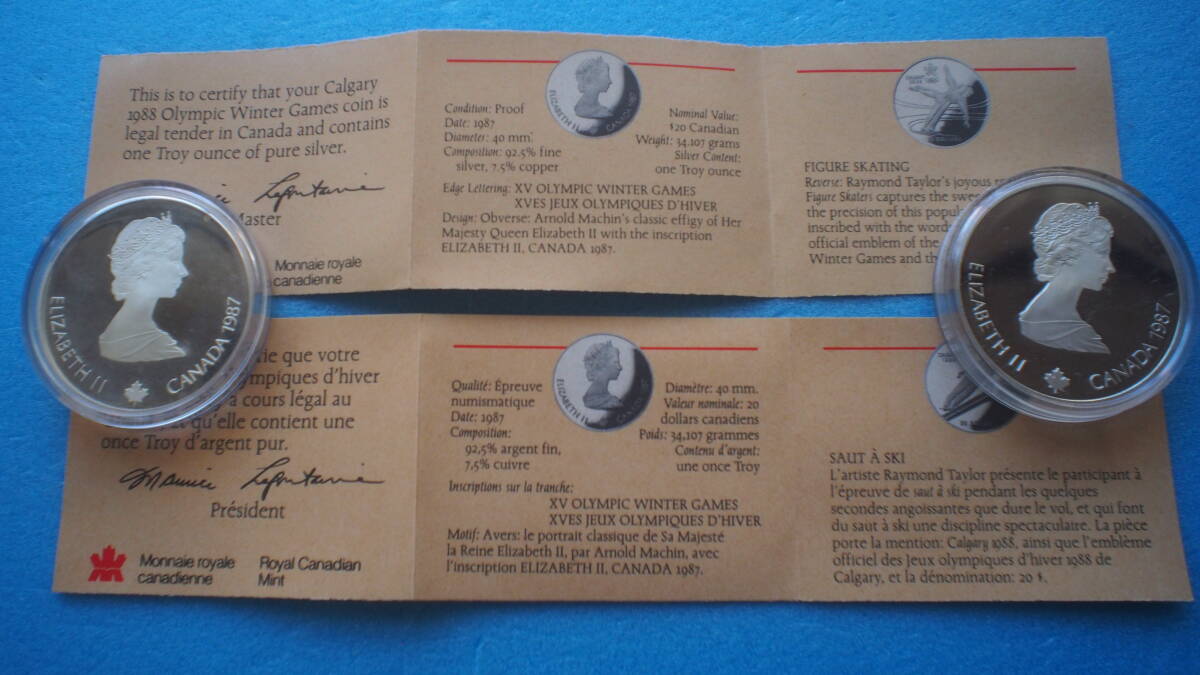 This is to certify that your Calgary
1988 Olympic Winter Games coin is
legal tender in Canada and contains
one Troy ounce of pure silver.
Lafontaine
Master
Monnaie royale
canadienne
Condition: Proof
Date: 1987
Diameter: 40 mm.
Composition: 92.5% fine
silver, 7.5% copper
ELIZABETH II
Nominal Value:
$20 Canadian
Weight: 34.107 grams
Silver Content:
one Troy ounce
Edge Lettering: XV OLYMPIC WINTER GAMES
XVES JEUX OLYMPIQUES D'HIVER
Design: Obverse: Arnold Machin's classic effigy of Her
Majesty Queen Elizabeth II with the inscription
ELIZABETH II, CANADA 1987.
FIGURE SKATING
Reverse: Raymond Taylor's joyous
Figure Skaters captures the
the precision of this
inscribed with the
official emblem of the
Winter Games and
ELIZABETH II
CANADA 1987
ELIZABETH II
CANADA 1987
que votre
d'hiver
a cours légal au
qu'elle contient une
once Troy d'argent pur.
Maurice Lafontaine
Président
Monnaie royale
canadienne
Royal Canadian
Mint
Qualité: Épreuve
numismatique
Date: 1987
Composition:
92,5% argent fin,
7,5% cuivre
ELIZABETH II
Diamètre: 40 mm.
Valeur nominale: 20
dollars canadiens
Poids: 34,107 grammes
Contenu d'argent:
une once Troy
Inscriptions sur la tranche:
XV OLYMPIC WINTER GAMES
XVES JEUX OLYMPIQUES D'HIVER
Motif: Avers: le portrait classique de Sa Majesté
la Reine Elizabeth II, par Arnold Machin, avec
l'inscription ELIZABETH II, CANADA 1987.
SAUT À SKI
L'artiste Raymond Taylor présente le participant à
l'épreuve de saut à ski pendant les quelques
secondes angoissantes que dure le vol, et qui font
du saut à ski une discipline spectaculaire. La pièce
porte la mention: Calgary 1988, ainsi que l'emblème
officiel des Jeux olympiques d'hiver 1988 de
Calgary, et la dénomination: 20 $.